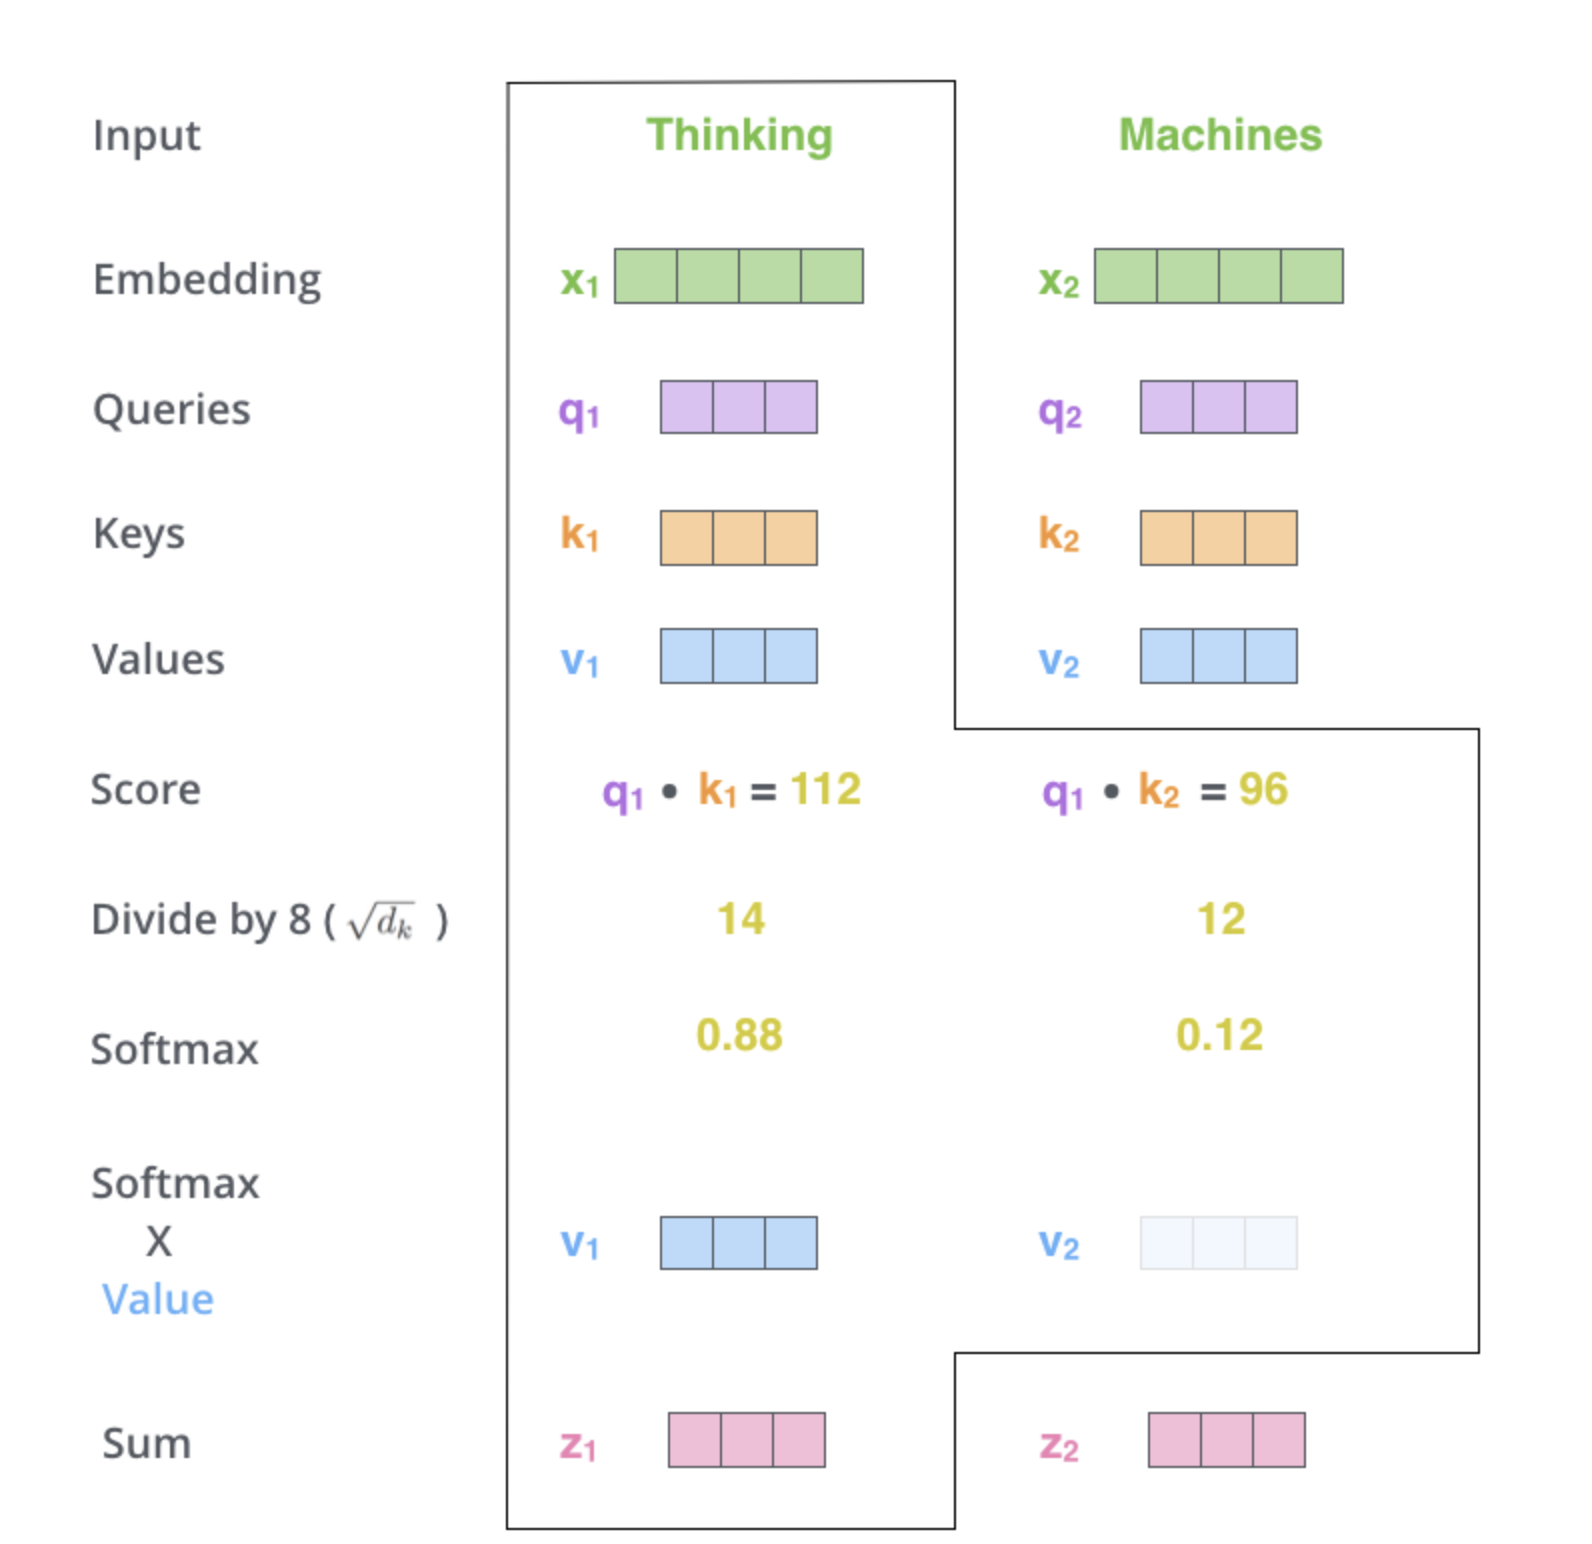 Input Thinking Machines
Embedding x1 x2
Queries q1 q2
Keys k1 k2
Values v1 v2
Score q1 • k1 = 112 q1 • k2 = 96
Divide by 8 ( √dk ) 14 12
Softmax 0.88 0.12
Softmax
X
v1 v2
Value
Sum z1 z2